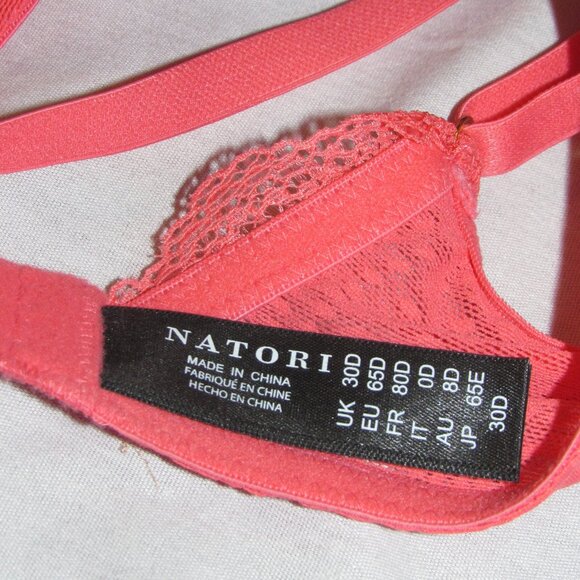 NATORI
MADE IN CHINA
FABRIQUÉ EN CHINE
HECHO EN CHINA
UK 30D
EU 65D
FR 80D
IT 0D
AU 8D
JP 65E
30D